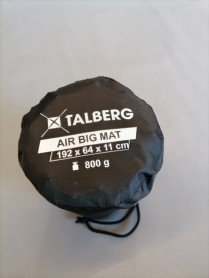 TALBERG
AIR BIG MAT
192 x 64 x 11 cm
800 g